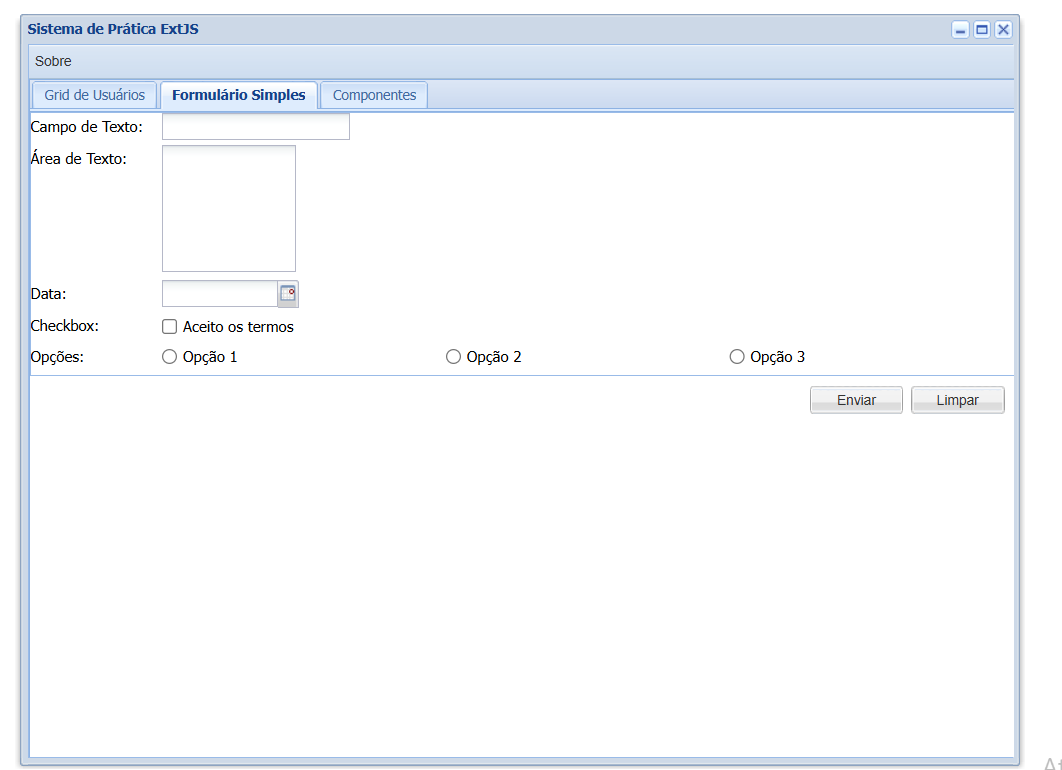 Sistema de Prática ExtJS
Sobre
Grid de Usuários Formulário Simples Componentes
Campo de Texto:
Área de Texto:
Data:
Checkbox: Aceito os termos
Opções: Opção 1 Opção 2 Opção 3
Enviar Limpar